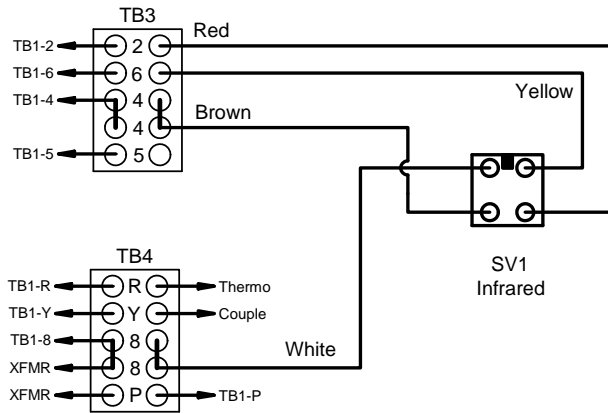 TB3
Red
TB1-2 2
TB1-6 6
Yellow
TB1-4 4
Brown
4
TB1-5 5
SV1
Infrared
TB4
TB1-R R Thermo
TB1-Y Y Couple
TB1-8 8
White
XFMR 8
XFMR P TB1-P